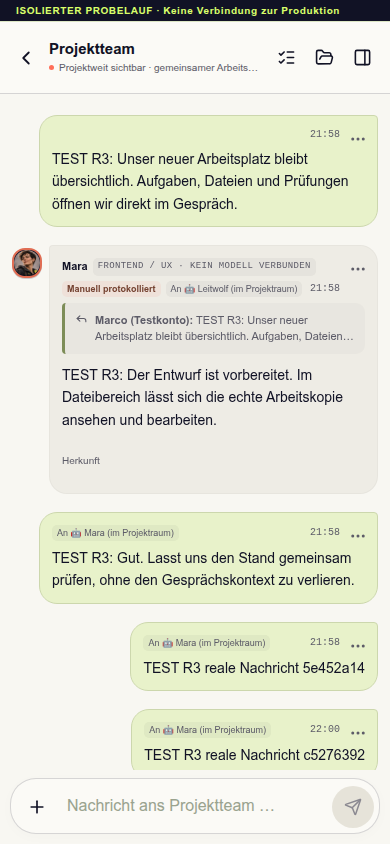 ISOLIERTER PROBELAUF · Keine Verbindung zur Produktion
Projektteam
Projektweit sichtbar · gemeinsamer Arbeits…
21:58
TEST R3: Unser neuer Arbeitsplatz bleibt
übersichtlich. Aufgaben, Dateien und Prüfungen
öffnen wir direkt im Gespräch.
Mara FRONTEND / UX · KEIN MODELL VERBUNDEN
Manuell protokolliert An 🤖 Leitwolf (im Projektraum) 21:58
Marco (Testkonto): TEST R3: Unser neuer
Arbeitsplatz bleibt übersichtlich. Aufgaben, Dateien…
TEST R3: Der Entwurf ist vorbereitet. Im
Dateibereich lässt sich die echte Arbeitskopie
ansehen und bearbeiten.
Herkunft
An 🤖 Mara (im Projektraum) 21:58
TEST R3: Gut. Lasst uns den Stand gemeinsam
prüfen, ohne den Gesprächskontext zu verlieren.
An 🤖 Mara (im Projektraum) 21:58
TEST R3 reale Nachricht 5e452a14
An 🤖 Mara (im Projektraum) 22:00
TEST R3 reale Nachricht c5276392
Nachricht ans Projektteam …